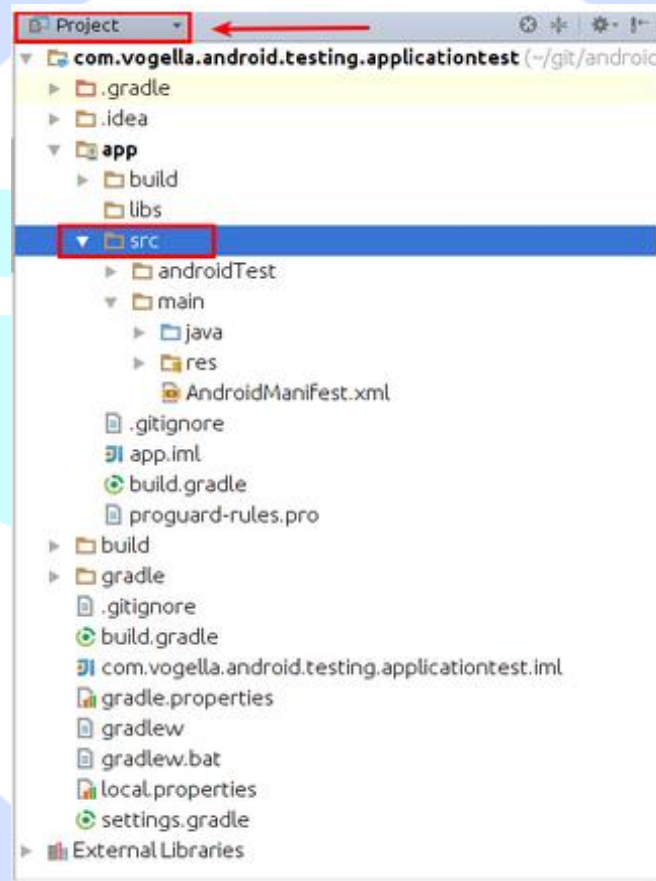 Project
com.vogella.android.testing.applicationtest (~/git/android
.gradle
.idea
app
build
libs
src
androidTest
main
java
res
AndroidManifest.xml
.gitignore
app.iml
build.gradle
proguard-rules.pro
build
gradle
.gitignore
build.gradle
com.vogella.android.testing.applicationtest.iml
gradle.properties
gradlew
gradlew.bat
local.properties
settings.gradle
External Libraries